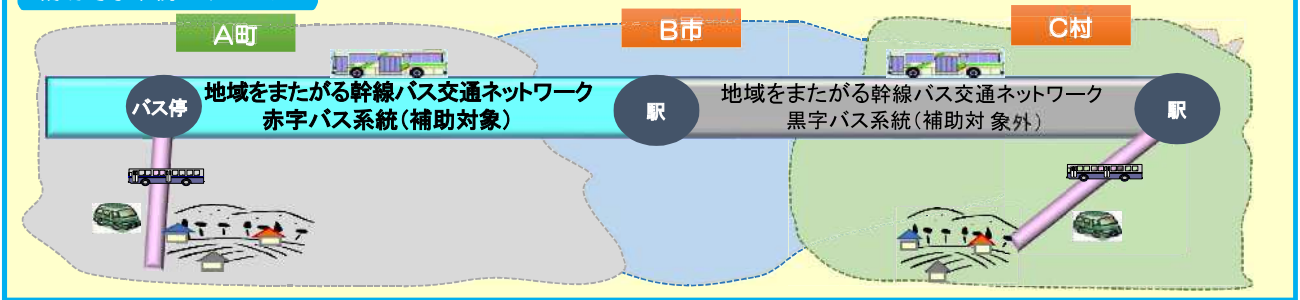 A町
B市
C村
バス停
地域をまたがる幹線バス交通ネットワーク
赤字バス系統(補助対象)
駅
地域をまたがる幹線バス交通ネットワーク
黒字バス系統(補助対象外)
駅